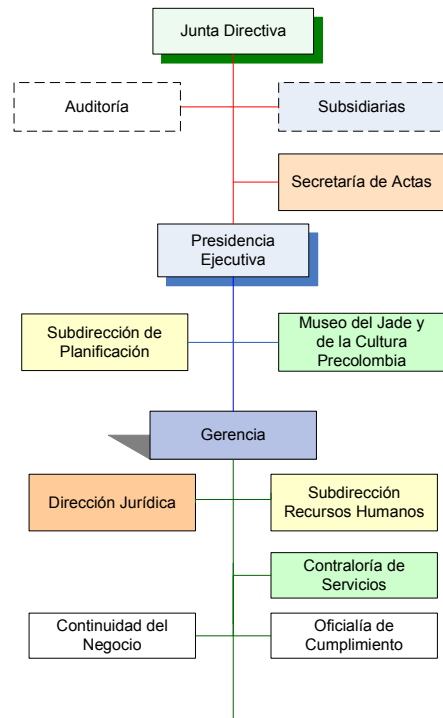 Junta Directiva
Auditoría
Subsidiarias
Secretaría de Actas
Presidencia
Ejecutiva
Subdirección de
Planificación
Museo del Jade y
de la Cultura
Precolombia
Gerencia
Dirección Jurídica
Subdirección
Recursos Humanos
Contraloría de
Servicios
Continuidad del
Negocio
Oficialía de
Cumplimiento